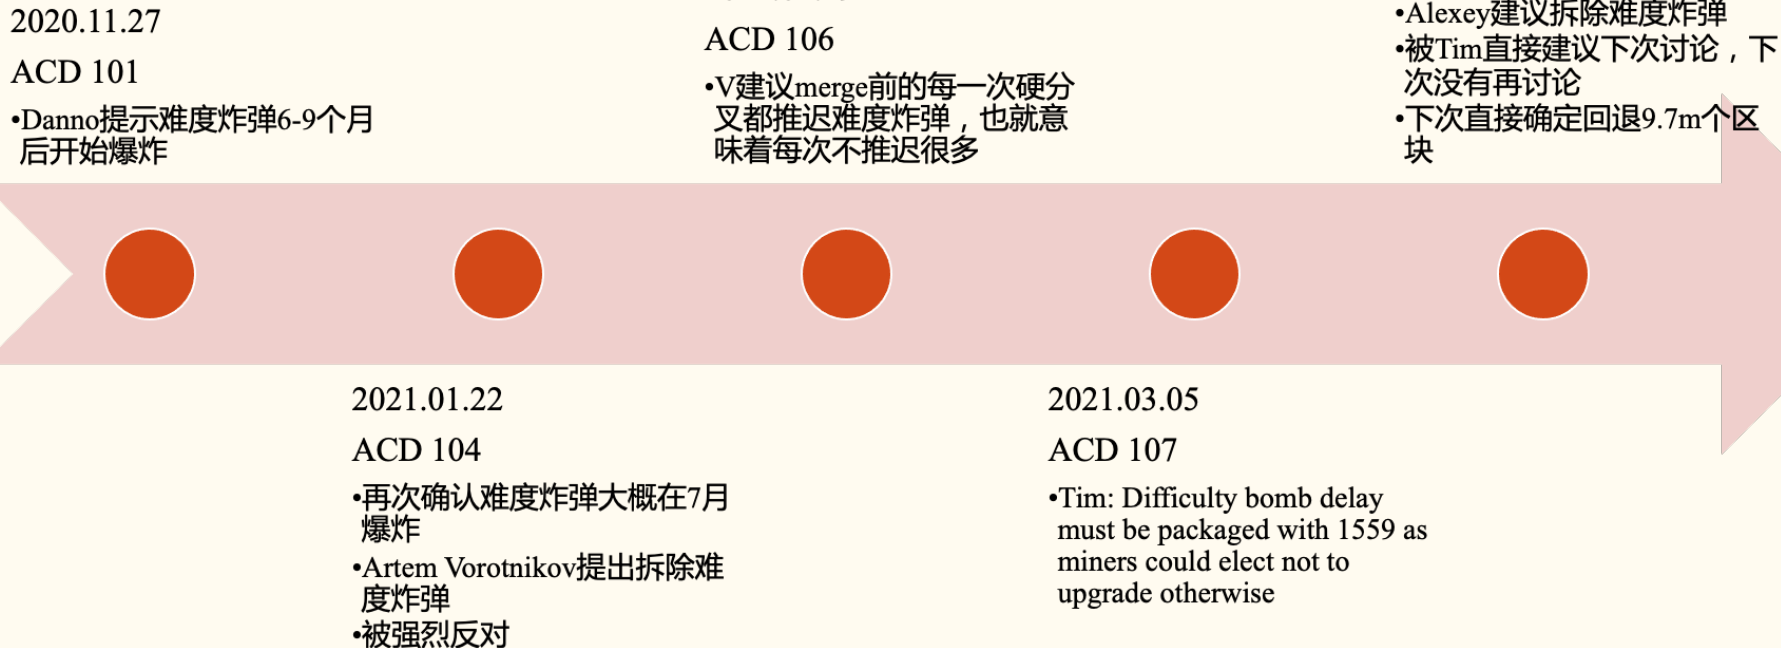 2020.11.27
ACD 101
•Danno提示难度炸弹6-9个月
后开始爆炸
2021.01.22
ACD 104
•再次确认难度炸弹大概在7月
爆炸
•Artem Vorotnikov提出拆除难
度炸弹
•被强烈反对
ACD 106
•V建议merge前的每一次硬分
叉都推迟难度炸弹，也就意
味着每次不推迟很多
2021.03.05
ACD 107
•Tim: Difficulty bomb delay
must be packaged with 1559 as
miners could elect not to
upgrade otherwise
•Alexey建议拆除难度炸弹
•被Tim直接建议下次讨论，下
次没有再讨论
•下次直接确定回退9.7m个区
块